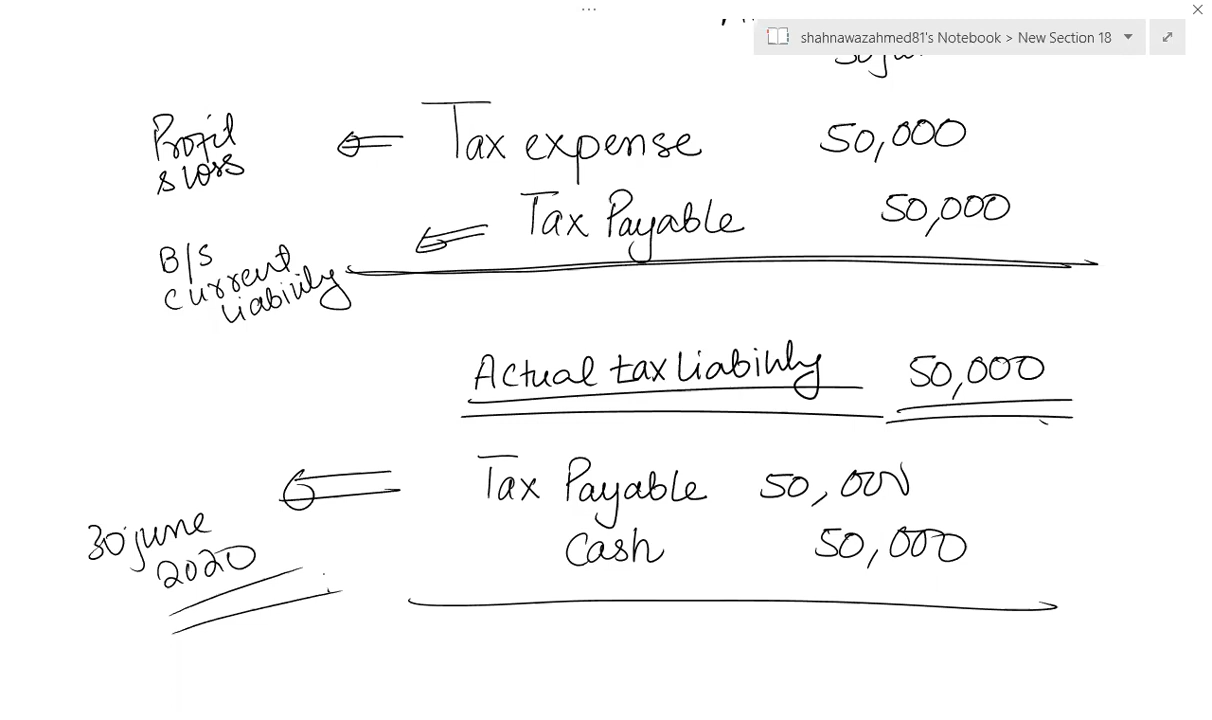 shahnawazahmed81's Notebook > New Section 18
Profit & loss
Tax expense 50,000
Tax Payable 50,000
B/S
Current
liability
Actual tax liability 50,000
Tax Payable 50,000
Cash 50,000
30 june
2020